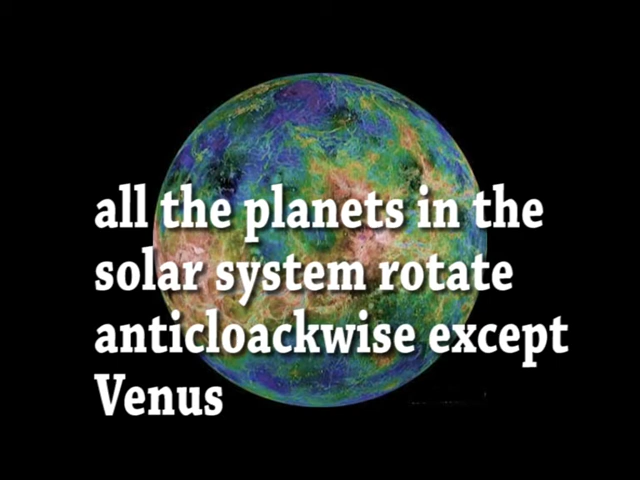 all the planets in the
solar system rotate
anticloackwise except
Venus